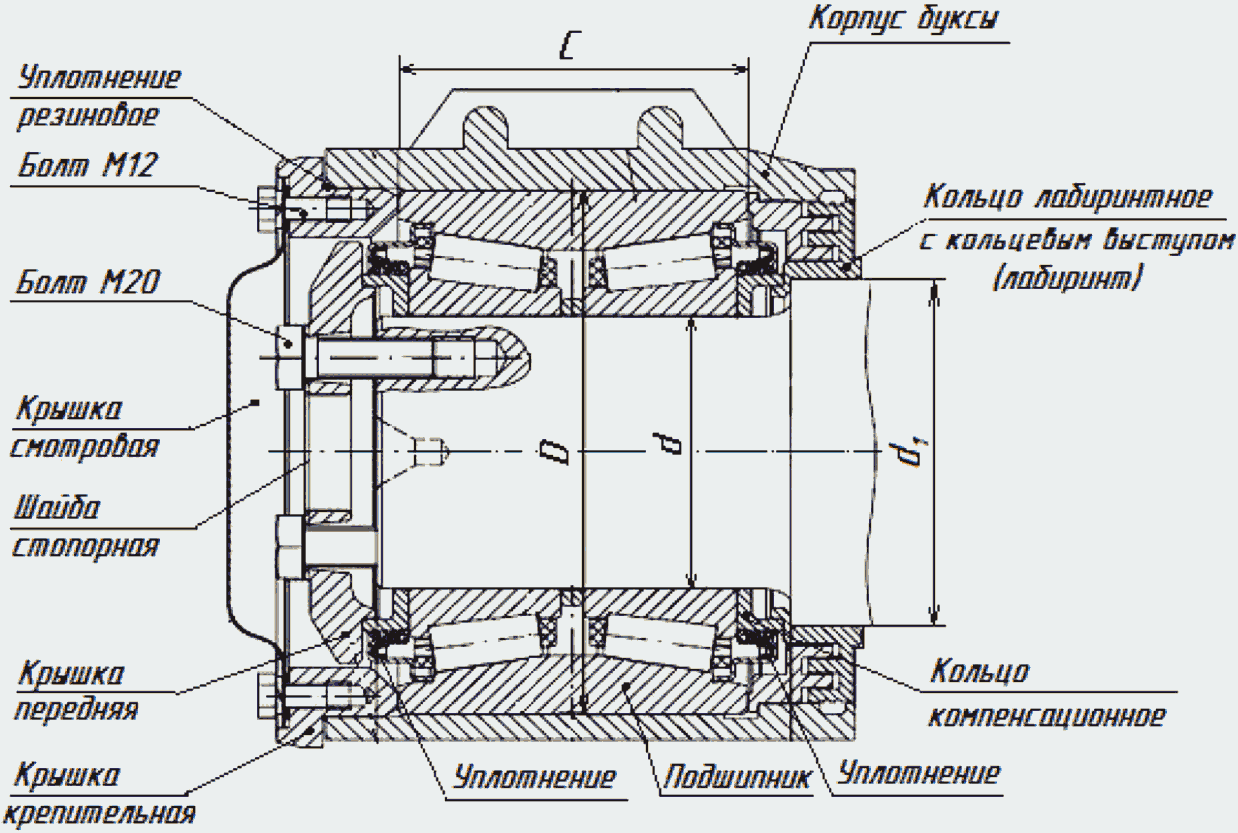 Корпус буксы
С
Уплотнение
резиновое
Болт М12
Кольцо лабиринтное
с кольцевым выступом
(лабиринт)
Болт М20
Крышка
смотровая
D
d
d₁
Шайба
стопорная
Крышка
передняя
Кольцо
компенсационное
Крышка
крепительная
Уплотнение
Подшипник
Уплотнение